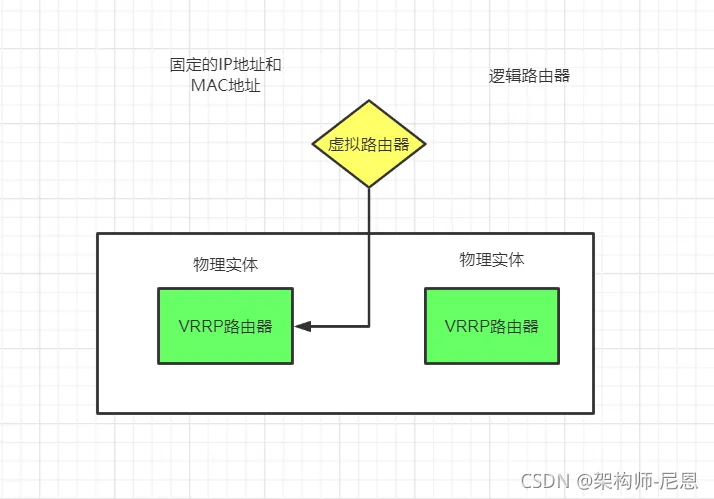 固定的IP地址和
MAC地址
逻辑路由器
虚拟路由器
物理实体
物理实体
VRRP路由器
VRRP路由器
CSDN @架构师-尼恩